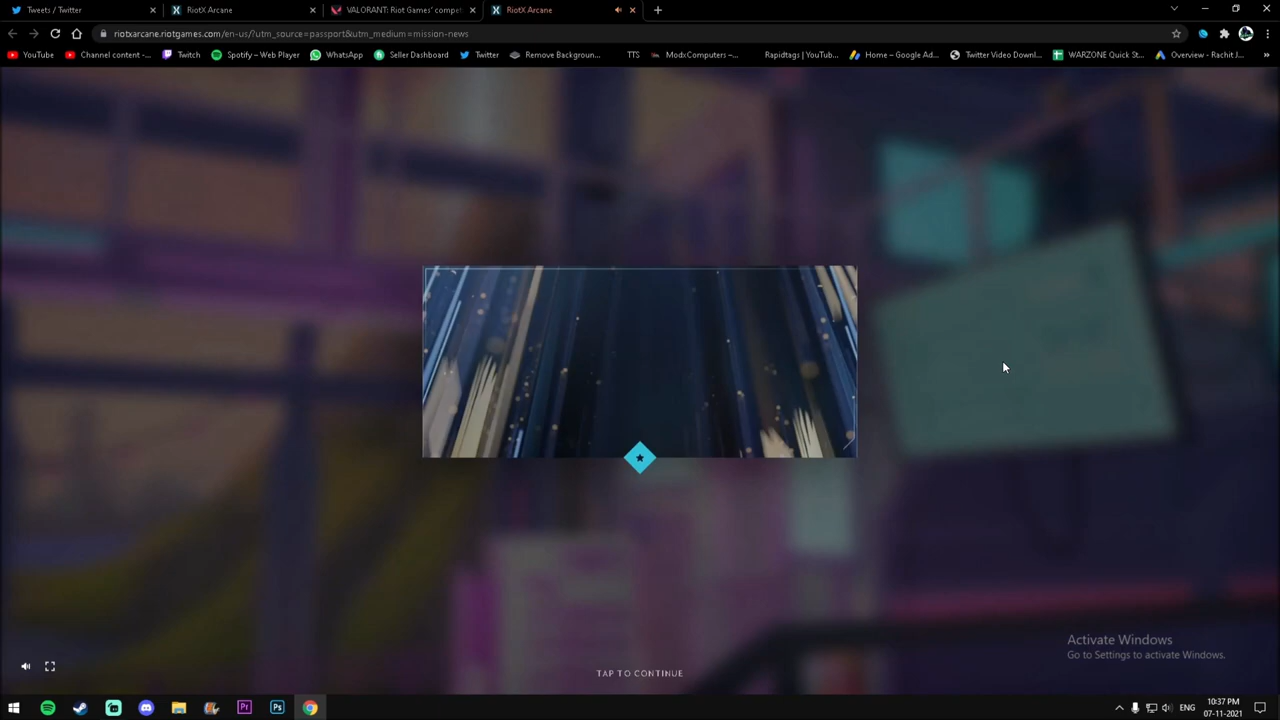 Tweets / Twitter
RiotX Arcane
VALORANT: Riot Games' compet
RiotX Arcane
riotxarcane.riotgames.com/en-us/?utm_source=passport&utm_medium=mission-news
YouTube
Channel content -...
Twitch
Spotify – Web Player
WhatsApp
Seller Dashboard
Twitter
Remove Backgroun...
TTS
ModxComputers –...
Rapidtags | YouTub...
Home – Google Ad...
Twitter Video Downl...
WARZONE Quick St...
Overview - Rachit J...
TAP TO CONTINUE
Activate Windows
Go to Settings to activate Windows.
Pr
Ps
ENG
10:37 PM
07-11-2021